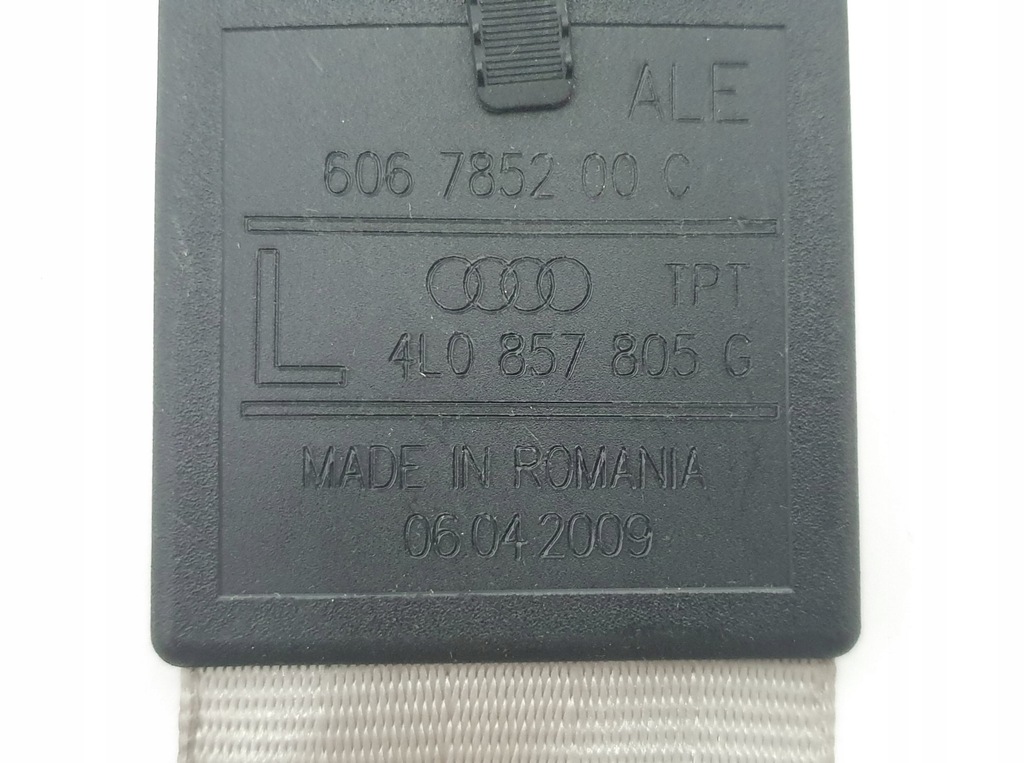 ALE
606 7852 00 C
L TPT
4L0 857 805 G
MADE IN ROMANIA
06.04.2009